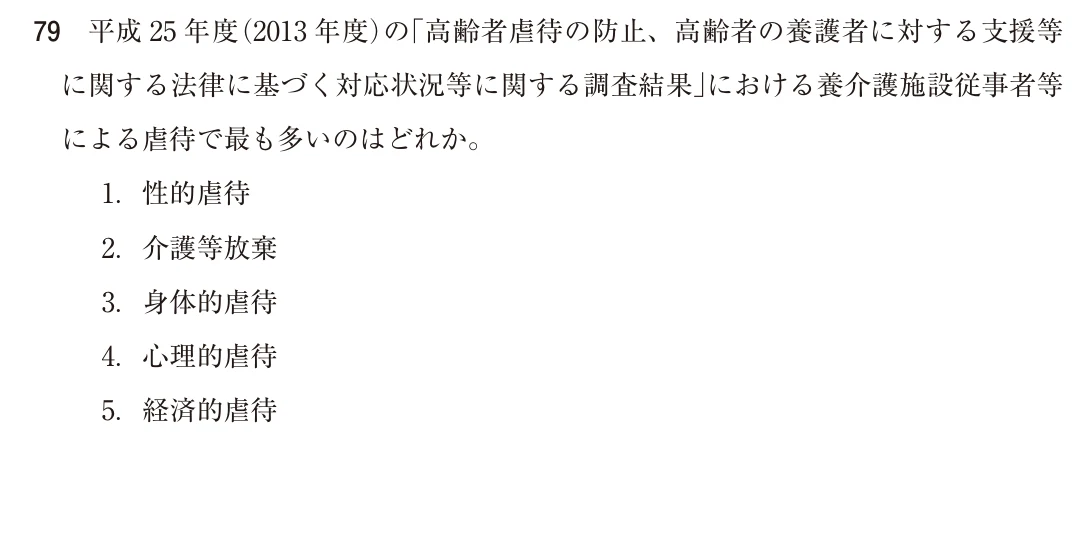 79 平成 25 年度(2013 年度)の「高齢者虐待の防止、高齢者の養護者に対する支援等
に関する法律に基づく対応状況等に関する調査結果」における養介護施設従事者等
による虐待で最も多いのはどれか。
1. 性的虐待
2. 介護等放棄
3. 身体的虐待
4. 心理的虐待
5. 経済的虐待